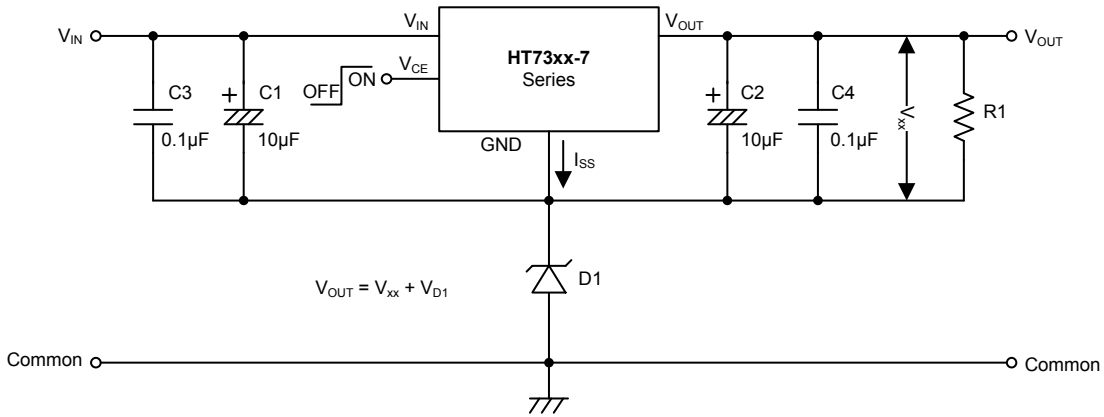 V_IN
V_IN
HT73xx-7
Series
V_OUT
V_OUT
OFF
ON
V_CE
C3
0.1µF
C1
10µF
GND
I_SS
C2
10µF
C4
0.1µF
V_xx
R1
V_OUT = V_xx + V_D1
D1
Common
Common